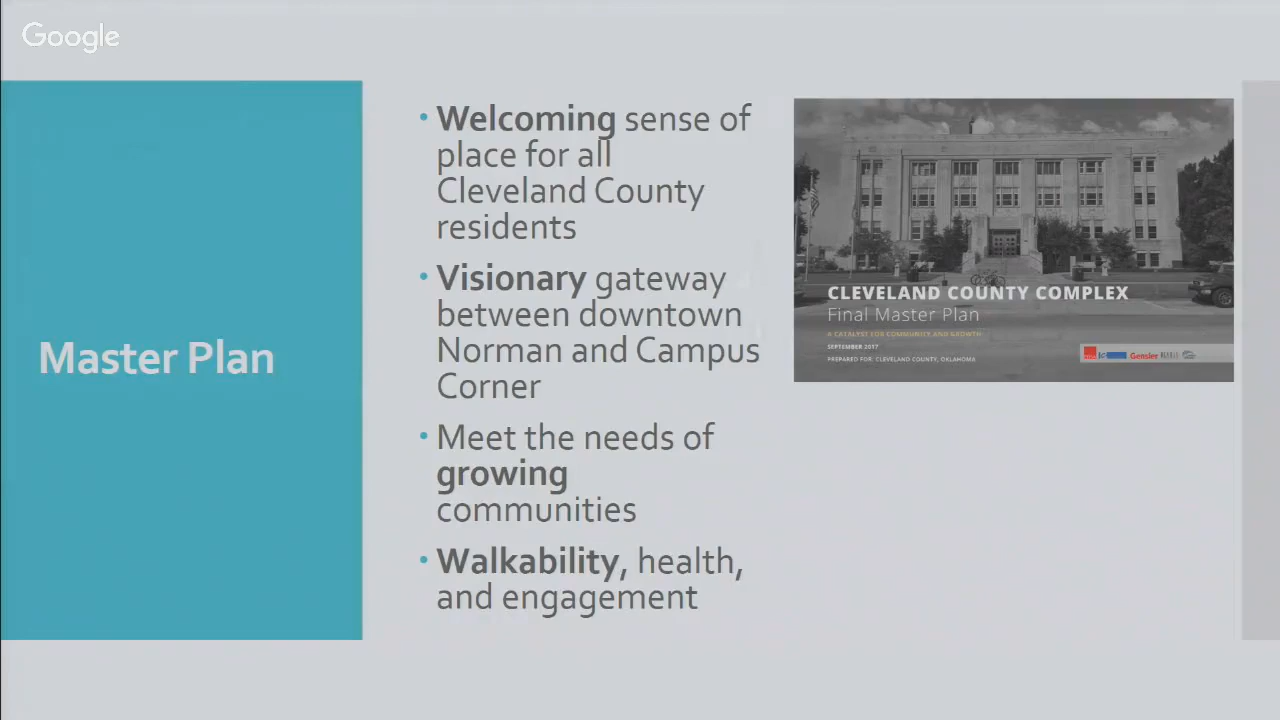 Google
Master Plan
• Welcoming sense of
place for all
Cleveland County
residents
• Visionary gateway
between downtown
Norman and Campus
Corner
• Meet the needs of
growing
communities
• Walkability, health,
and engagement
CLEVELAND COUNTY COMPLEX
Final Master Plan
A CATALYST FOR COMMUNITY AND GROWTH
SEPTEMBER 2017
PREPARED FOR: CLEVELAND COUNTY, OKLAHOMA
Gensler